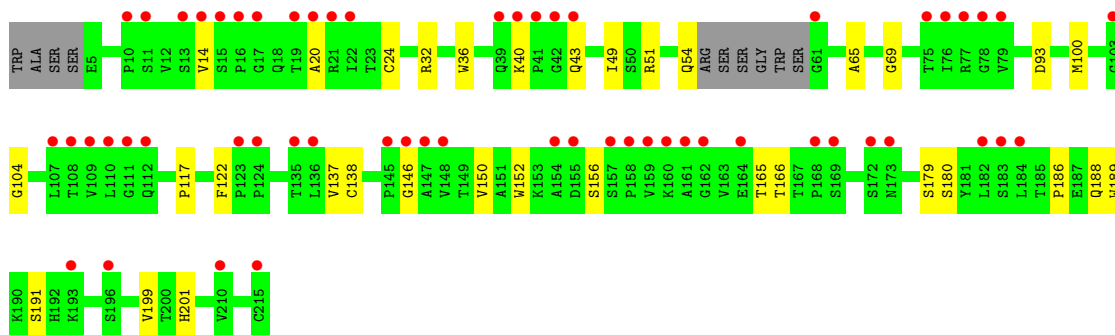 TRP ALA SER SER E5 P10 S11 V12 S13 V14 S15 P16 G17 Q18 T19 A20 R21 I22 T23 C24 R32 W36 Q39 K40 P41 G42 Q43 I49 S50 R51 Q54 ARG SER SER GLY TRP SER G61 A65 G69 T75 I76 R77 G78 V79 D93 M100 G103
G104 L107 T108 V109 L110 G111 Q112 P117 F122 P123 P124 T135 L136 V137 C138 P145 G146 A147 V148 T149 V150 A151 W152 K153 A154 D155 S156 S157 P158 V159 K160 A161 G162 V163 E164 T165 T166 T167 P168 S169 S172 N173 S179 S180 Y181 L182 S183 L184 T185 P186 E187 Q188 W189
K190 S191 H192 K193 S196 V199 T200 H201 V210 C215